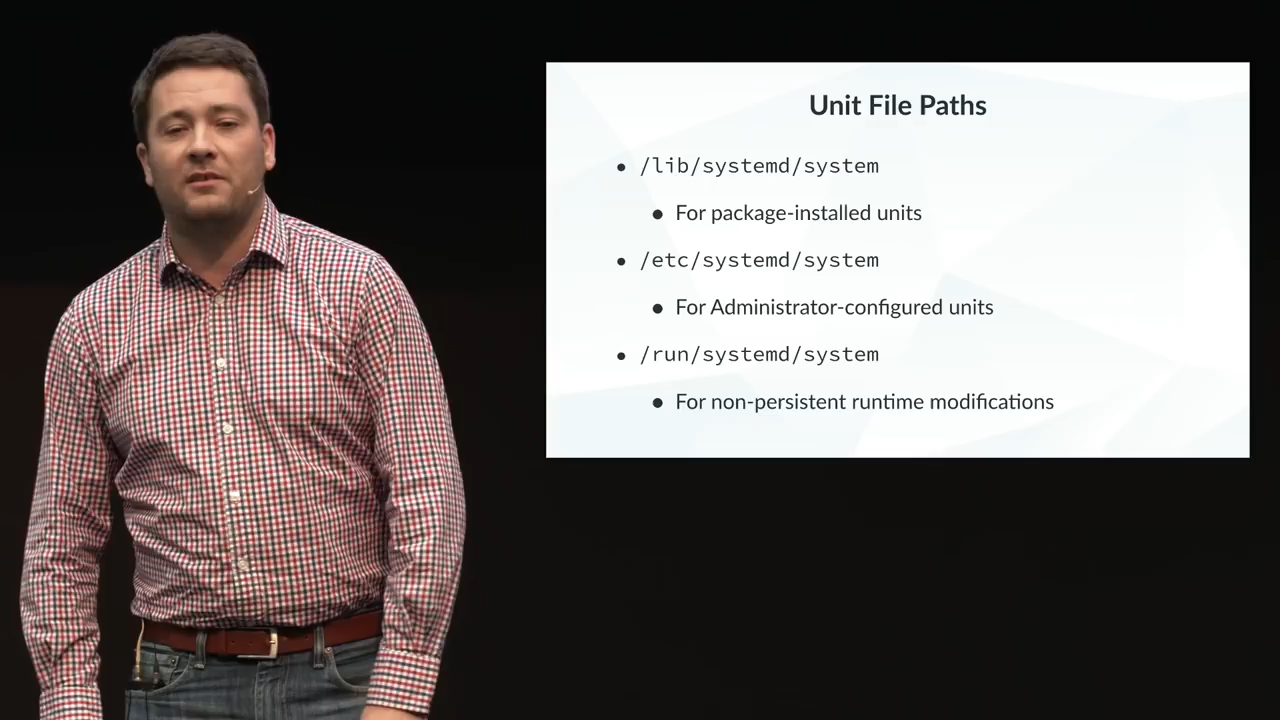 Unit File Paths
• /lib/systemd/system
• For package-installed units
• /etc/systemd/system
• For Administrator-configured units
• /run/systemd/system
• For non-persistent runtime modifications